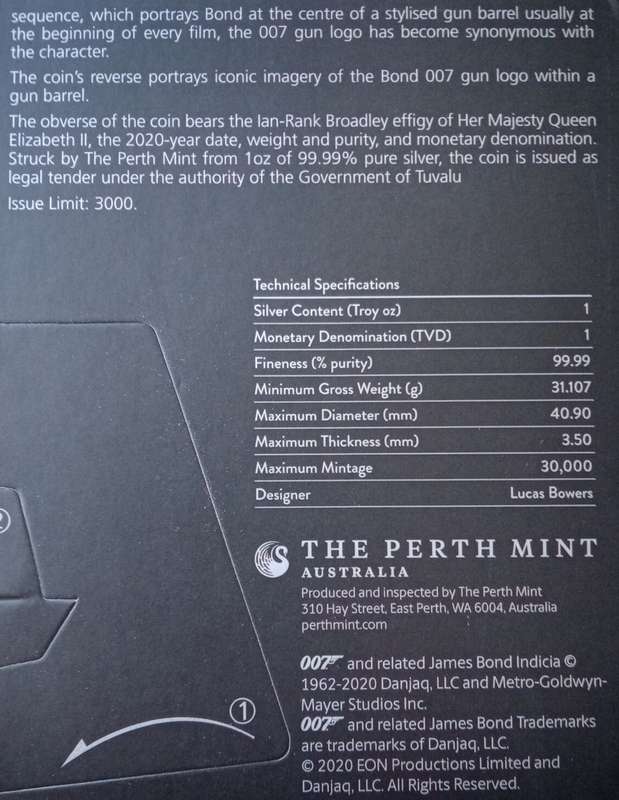 sequence, which portrays Bond at the centre of a stylised gun barrel usually at
the beginning of every film, the 007 gun logo has become synonymous with
the character.
The coin's reverse portrays iconic imagery of the Bond 007 gun logo within a
gun barrel.
The obverse of the coin bears the Ian-Rank Broadley effigy of Her Majesty Queen
Elizabeth II, the 2020-year date, weight and purity, and monetary denomination.
Struck by The Perth Mint from 1oz of 99.99% pure silver, the coin is issued as
legal tender under the authority of the Government of Tuvalu
Issue Limit: 3000.
Technical Specifications
Silver Content (Troy oz) 1
Monetary Denomination (TVD) 1
Fineness (% purity) 99.99
Minimum Gross Weight (g) 31.107
Maximum Diameter (mm) 40.90
Maximum Thickness (mm) 3.50
Maximum Mintage 30,000
Designer Lucas Bowers
2
THE PERTH MINT
AUSTRALIA
Produced and inspected by The Perth Mint
310 Hay Street, East Perth, WA 6004, Australia
perthmint.com
007 and related James Bond Indicia ©
1962-2020 Danjaq, LLC and Metro-Goldwyn-
Mayer Studios Inc.
1
007 and related James Bond Trademarks
are trademarks of Danjaq, LLC.
© 2020 EON Productions Limited and
Danjaq, LLC. All Rights Reserved.